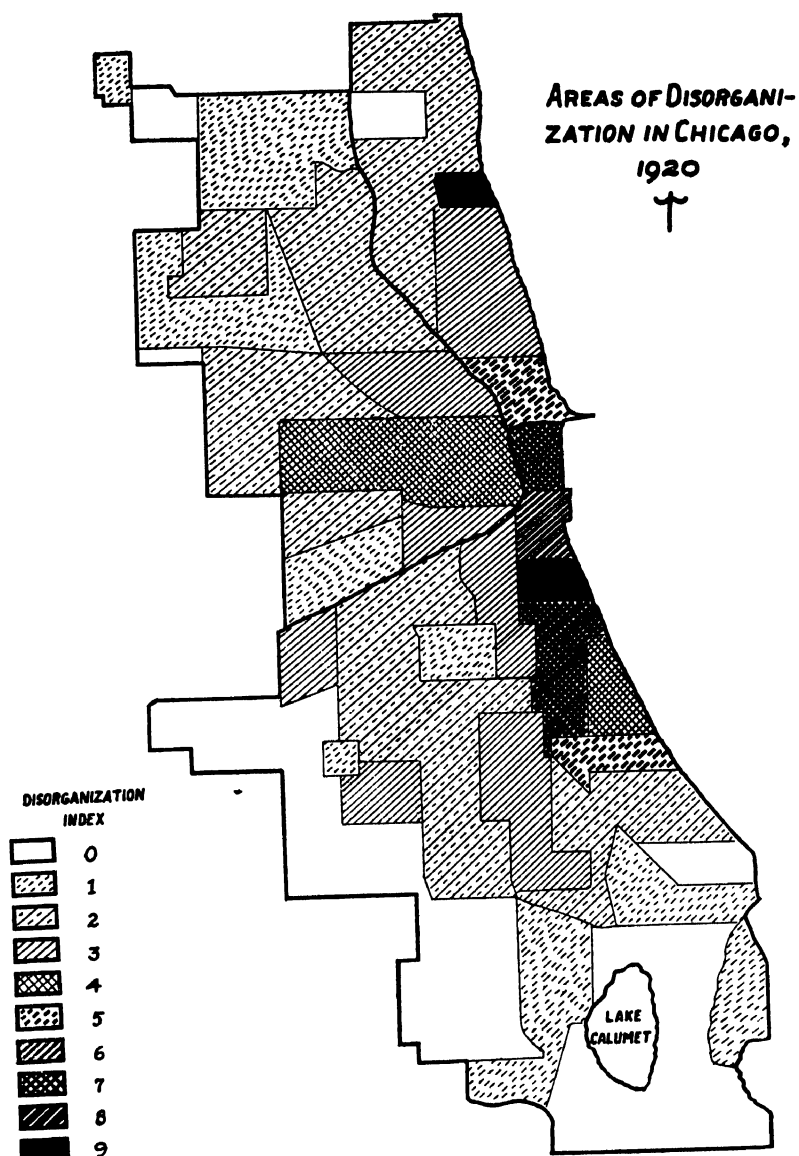 AREAS OF DISORGANI-
ZATION IN CHICAGO,
1920
DISORGANIZATION
INDEX
0
1
2
3
4
5
6
7
8
9
LAKE
CALUMET